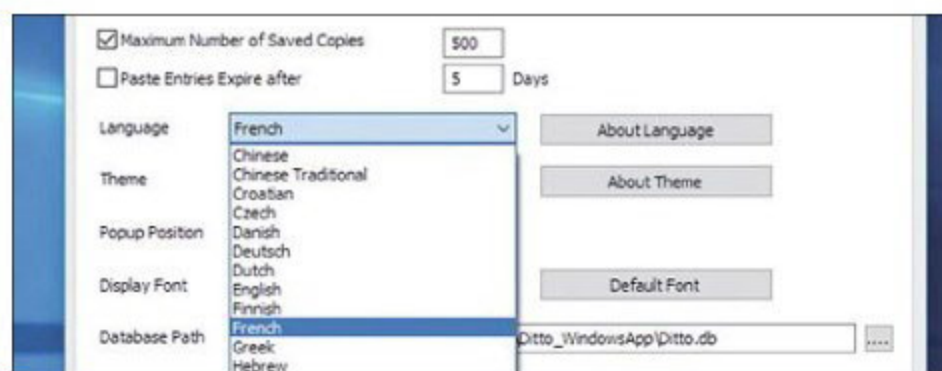 Maximum Number of Saved Copies 500
Paste Entries Expire after 5 Days
Language French About Language
Chinese
Theme Chinese Traditional About Theme
Croatian
Czech
Popup Position Danish
Deutsch
Dutch
Display Font English Default Font
Finnish
French
Database Path Greek Ditto_WindowsApp\Ditto.db ....
Hebrew